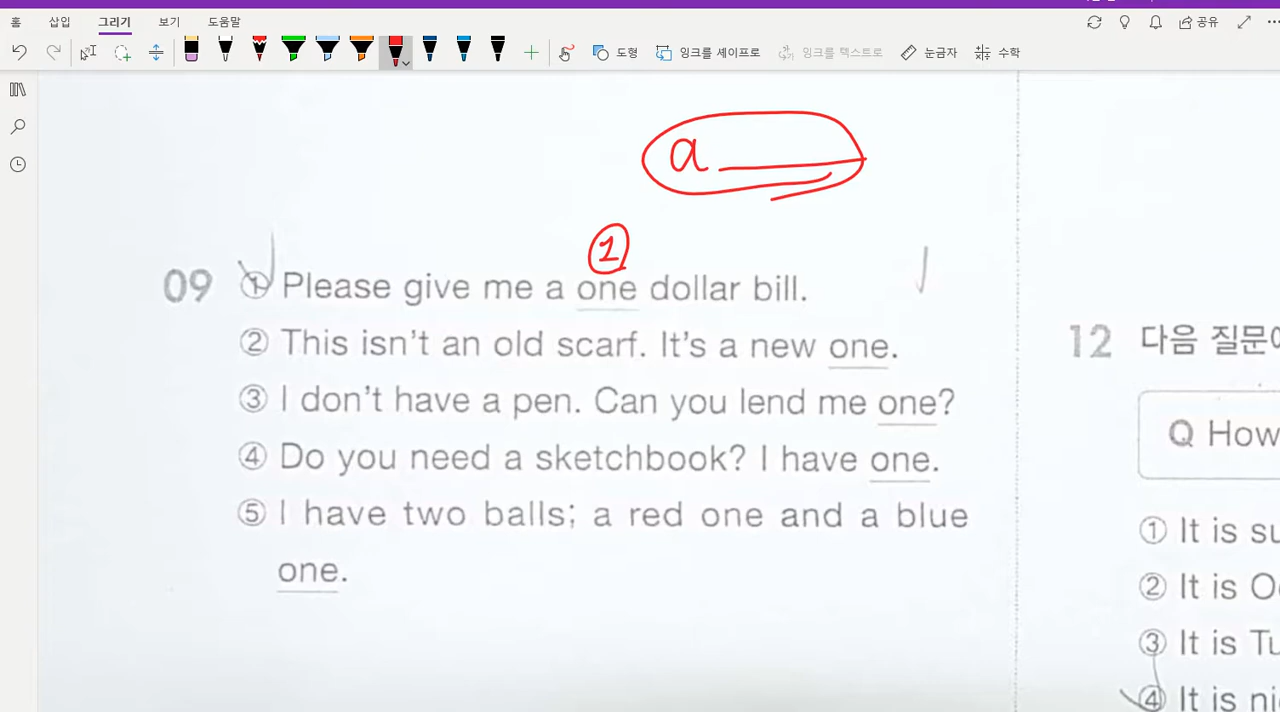 홈 삽입 그리기 보기 도움말 공유
잉크를 셰이프로 잉크를 텍스트로 도형 눈금자 수학
a
1
09 ① Please give me a one dollar bill.
② This isn't an old scarf. It's a new one.
③ I don't have a pen. Can you lend me one?
④ Do you need a sketchbook? I have one.
⑤ I have two balls; a red one and a blue
one.
12 다음 질문에
Q How
① It is su
② It is O
③ It is Tu
④ It is ni